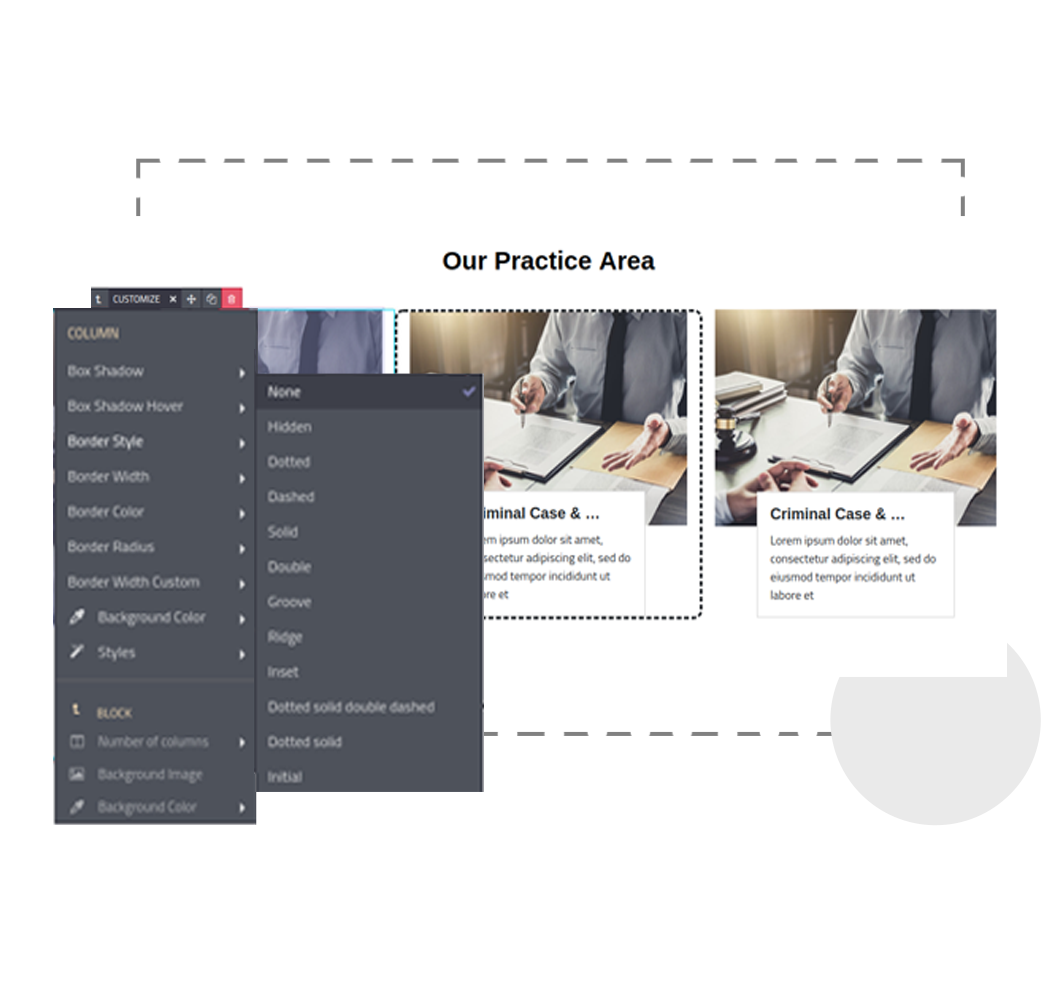 Our Practice Area
CUSTOMIZE
COLUMN
Box Shadow
Box Shadow Hover
Border Style
Border Width
Border Color
Border Radius
Border Width Custom
Background Color
Styles
BLOCK
Number of columns
Background Image
Background Color
None
Hidden
Dotted
Dashed
Solid
Double
Groove
Ridge
Inset
Dotted solid double dashed
Dotted solid
Initial
iminal Case & ...
em ipsum dolor sit amet,
sectetur adipiscing elit, sed do
smod tempor incididunt ut
ore et
Criminal Case & ...
Lorem ipsum dolor sit amet,
consectetur adipiscing elit, sed do
eiusmod tempor incididunt ut
labore et